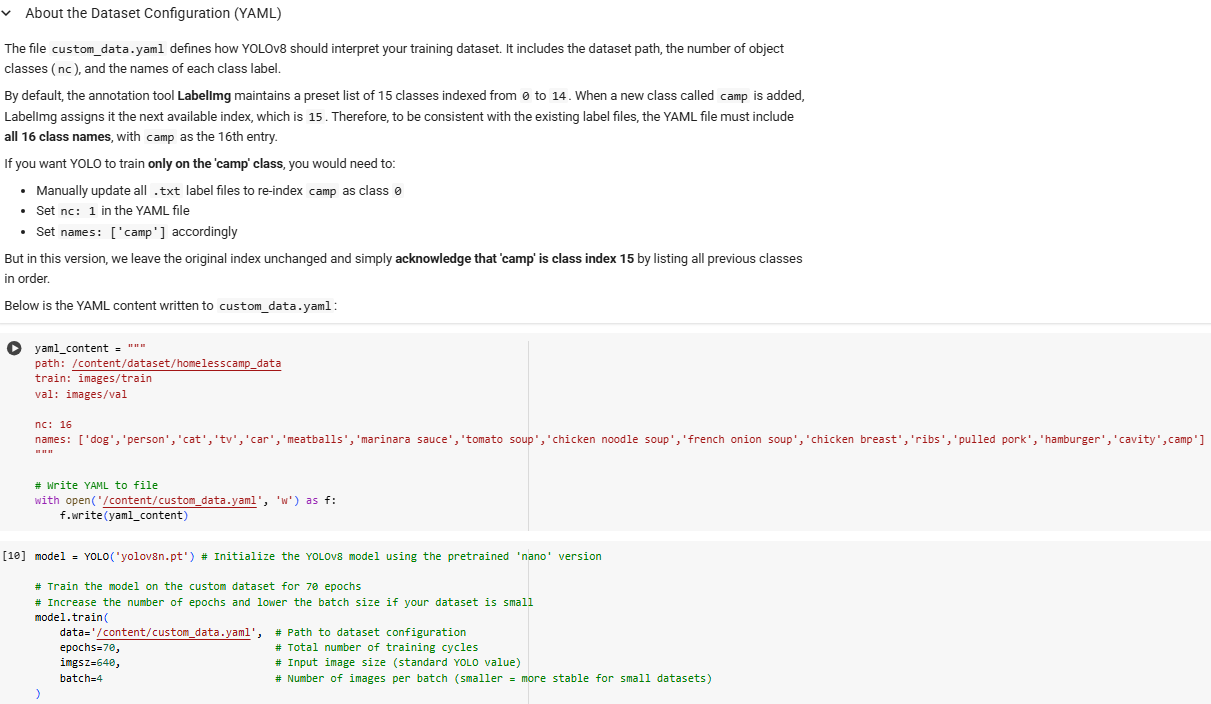 About the Dataset Configuration (YAML)
The file custom_data.yaml defines how YOLOv8 should interpret your training dataset. It includes the dataset path, the number of object
classes (nc), and the names of each class label.
By default, the annotation tool LabelImg maintains a preset list of 15 classes indexed from 0 to 14. When a new class called camp is added,
LabelImg assigns it the next available index, which is 15. Therefore, to be consistent with the existing label files, the YAML file must include
all 16 class names, with camp as the 16th entry.
If you want YOLO to train only on the 'camp' class, you would need to:
• Manually update all .txt label files to re-index camp as class 0
• Set nc: 1 in the YAML file
• Set names: ['camp'] accordingly
But in this version, we leave the original index unchanged and simply acknowledge that 'camp' is class index 15 by listing all previous classes
in order.
Below is the YAML content written to custom_data.yaml:
yaml_content = """
path: /content/dataset/homelesscamp_data
train: images/train
val: images/val
nc: 16
names: ['dog','person','cat','tv','car','meatballs','marinara sauce','tomato soup','chicken noodle soup','french onion soup','chicken breast','ribs','pulled pork','hamburger','cavity',camp']
"""
# Write YAML to file
with open('/content/custom_data.yaml', 'w') as f:
    f.write(yaml_content)
[10] model = YOLO('yolov8n.pt') # Initialize the YOLOv8 model using the pretrained 'nano' version
# Train the model on the custom dataset for 70 epochs
# Increase the number of epochs and lower the batch size if your dataset is small
model.train(
    data='/content/custom_data.yaml',  # Path to dataset configuration
    epochs=70,                         # Total number of training cycles
    imgsz=640,                         # Input image size (standard YOLO value)
    batch=4                            # Number of images per batch (smaller = more stable for small datasets)
)